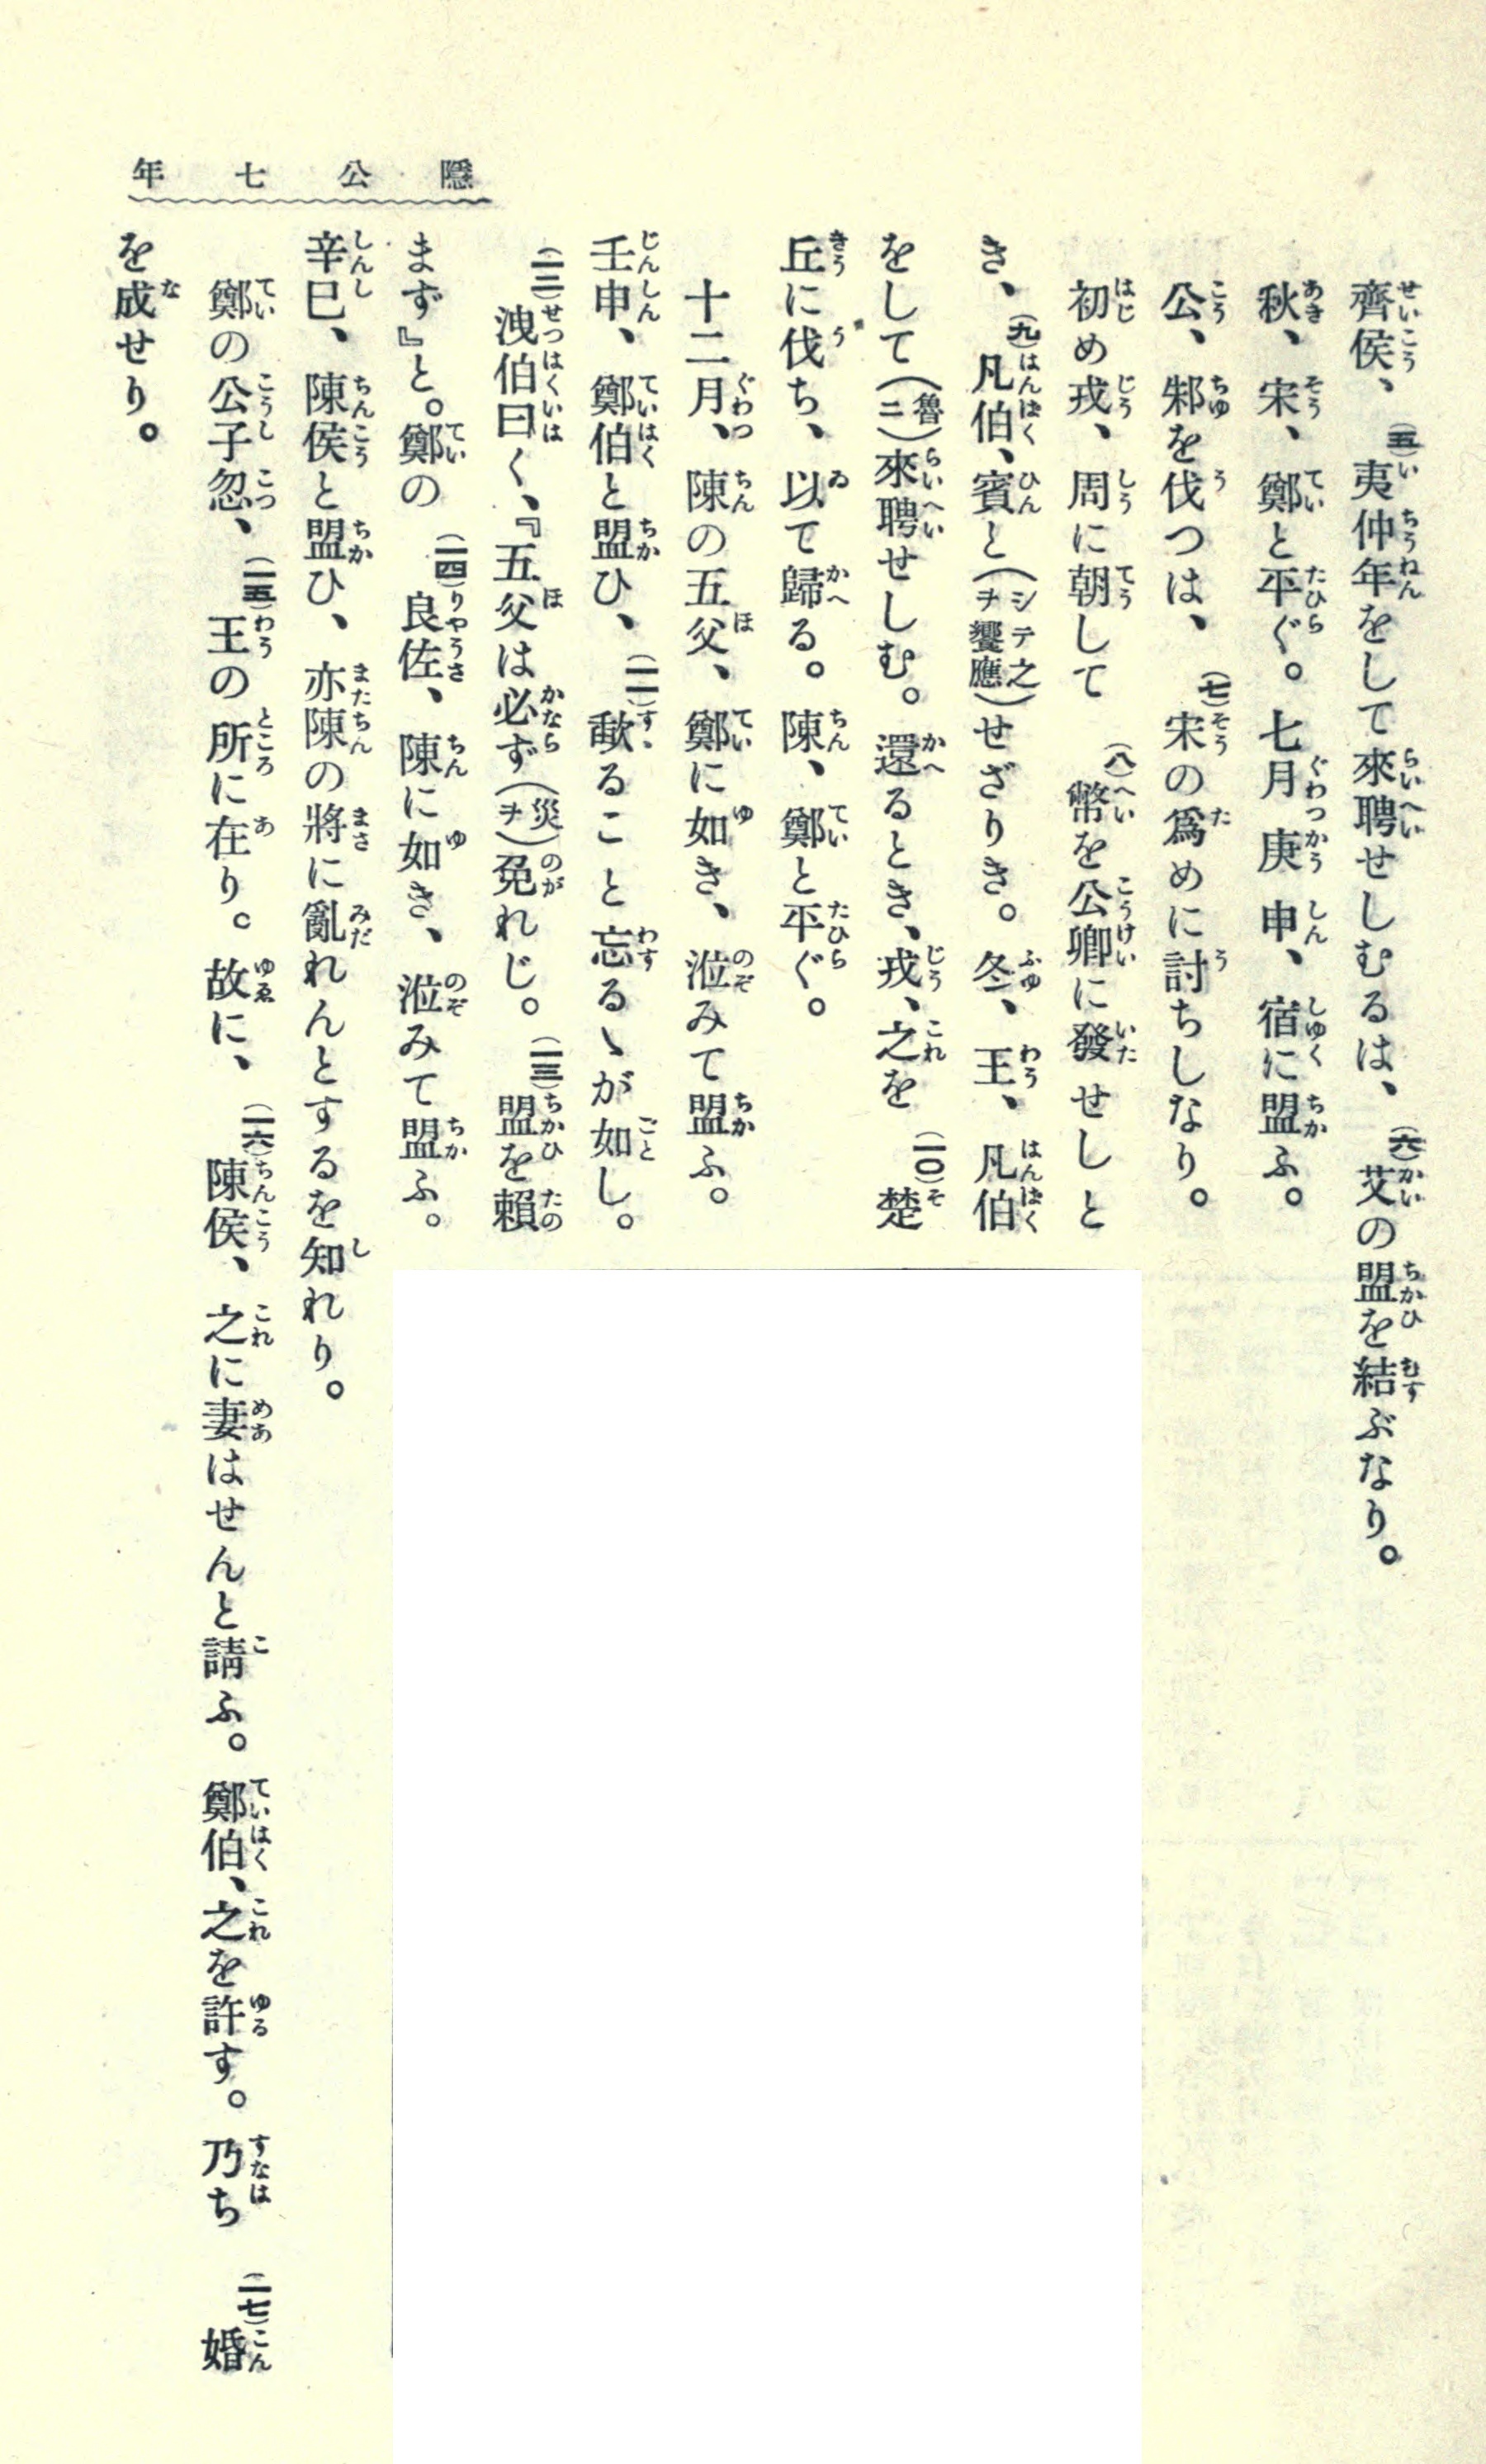 隱公七年
齊侯、(五)夷仲年をして來聘せしむるは、(六)艾の盟を結ぶなり。
秋、宋、鄭と平ぐ。七月庚申、宿に盟ふ。
公、邾を伐つは、(七)宋の爲めに討ちしなり。
初め戎、周に朝して(八)幣を公卿に發せしと
き、(九)凡伯、賓と(シテ之ヲ饗應)せざりき。冬、王、凡伯
をして(魯ニ)來聘せしむ。還るとき、戎、之を(一〇)楚
丘に伐ち、以て歸る。陳、鄭と平ぐ。
十二月、陳の五父、鄭に如き、涖みて盟ふ。
壬申、鄭伯と盟ひ、(一一)歃ること忘るゝが如し。
(一二)洩伯曰く、『五父は必ず(災ヲ)免れじ。(一三)盟を賴
まず』と。鄭の(一四)良佐、陳に如き、涖みて盟ふ。
辛巳、陳侯と盟ひ、亦陳の將に亂れんとするを知れり。
鄭の公子忽、(一五)王の所に在り。故に、(一六)陳侯、之に妻はせんと請ふ。鄭伯、之を許す。乃ち(一七)婚
を成せり。